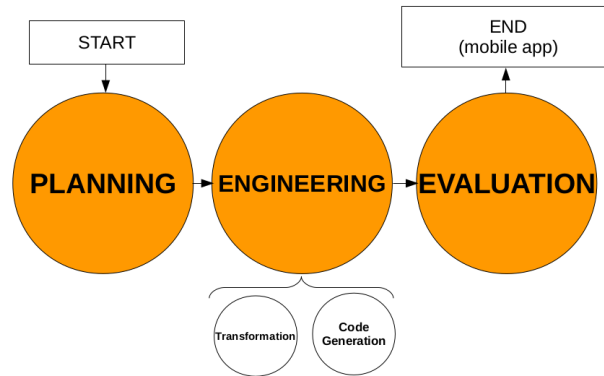 START
END
(mobile app)
PLANNING
ENGINEERING
EVALUATION
Transformation
Code
Generation